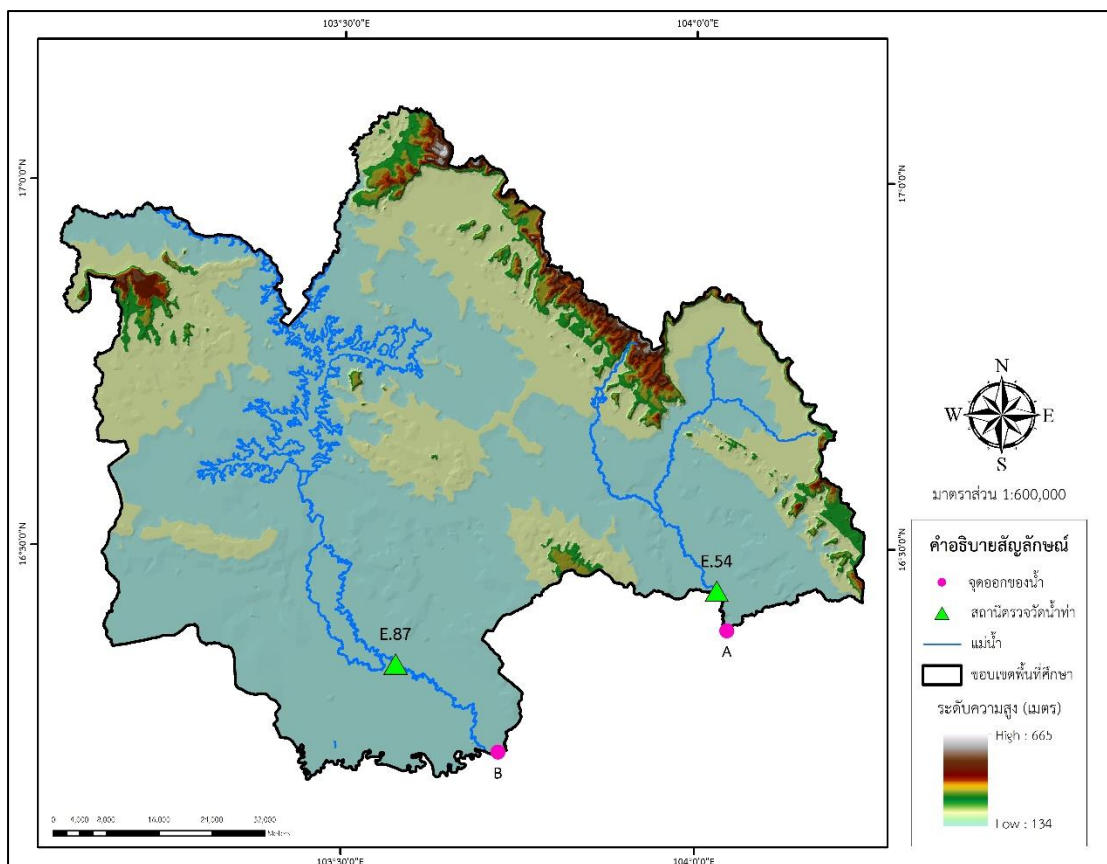 103°30'0"E
104°0'0"E
17°0'0"N
17°0'0"N
N
W
E
S
มาตราส่วน 1:600,000
16°30'0"N
16°30'0"N
E.54
A
E.87
B
คำอธิบายสัญลักษณ์
จุดออกของน้ำ
สถานีตรวจวัดน้ำท่า
แม่น้ำ
ขอบเขตพื้นที่ศึกษา
ระดับความสูง (เมตร)
High : 665
Low : 134
0 4,000 8,000 16,000 24,000 32,000
Meters
103°30'0"E
104°0'0"E